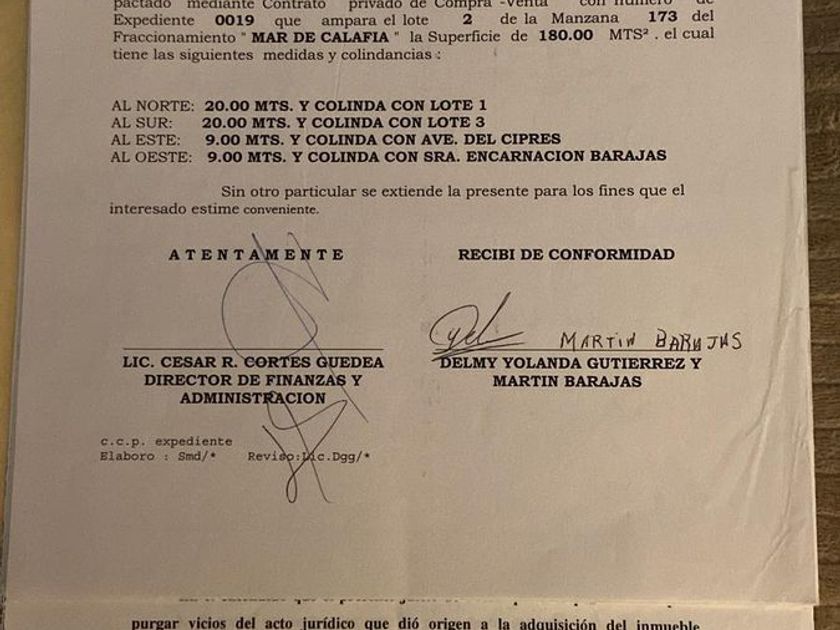 pactado mediante Contrato privado de Compra -Venta con número de
Expediente 0019 que ampara el lote 2 de la Manzana 173 del
Fraccionamiento " MAR DE CALAFIA " la Superficie de 180.00 MTS² . el cual
tiene las siguientes medidas y colindancias :
AL NORTE: 20.00 MTS. Y COLINDA CON LOTE 1
AL SUR: 20.00 MTS. Y COLINDA CON LOTE 3
AL ESTE: 9.00 MTS. Y COLINDA CON AVE. DEL CIPRES
AL OESTE: 9.00 MTS. Y COLINDA CON SRA. ENCARNACION BARAJAS
Sin otro particular se extiende la presente para los fines que el
interesado estime conveniente.
A T E N T A M E N T E
RECIBI DE CONFORMIDAD
MARTIN BARAJAS
LIC. CESAR R. CORTES GUEDEA
DIRECTOR DE FINANZAS Y
ADMINISTRACION
DELMY YOLANDA GUTIERREZ Y
MARTIN BARAJAS
c.c.p. expediente
Elaboro : Smd/* Reviso:Lic.Dgg/*
purgar vicios del acto jurídico que dió origen a la adquisición del inmueble